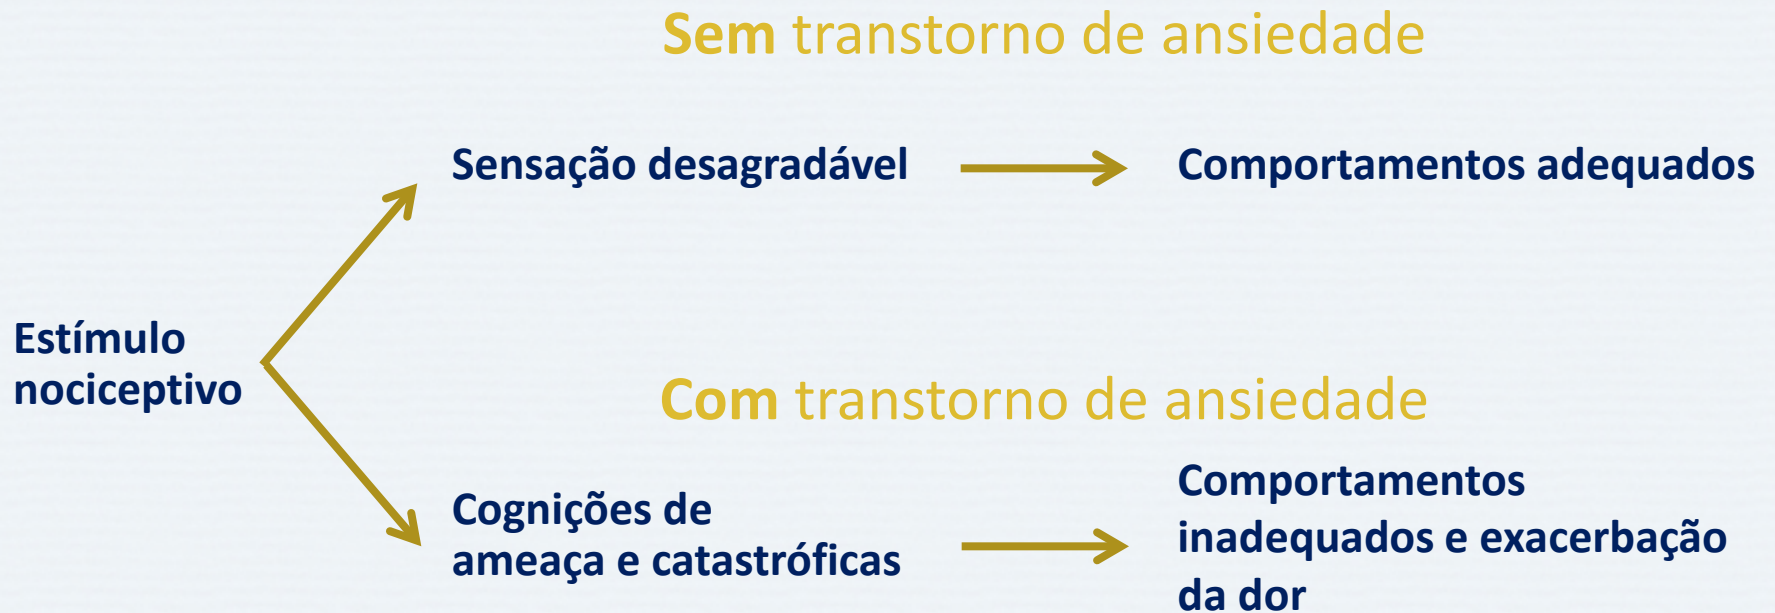 Sem transtorno de ansiedade
Sensação desagradável
Comportamentos adequados
Estímulo
nociceptivo
Com transtorno de ansiedade
Cognições de
ameaça e catastróficas
Comportamentos
inadequados e exacerbação
da dor